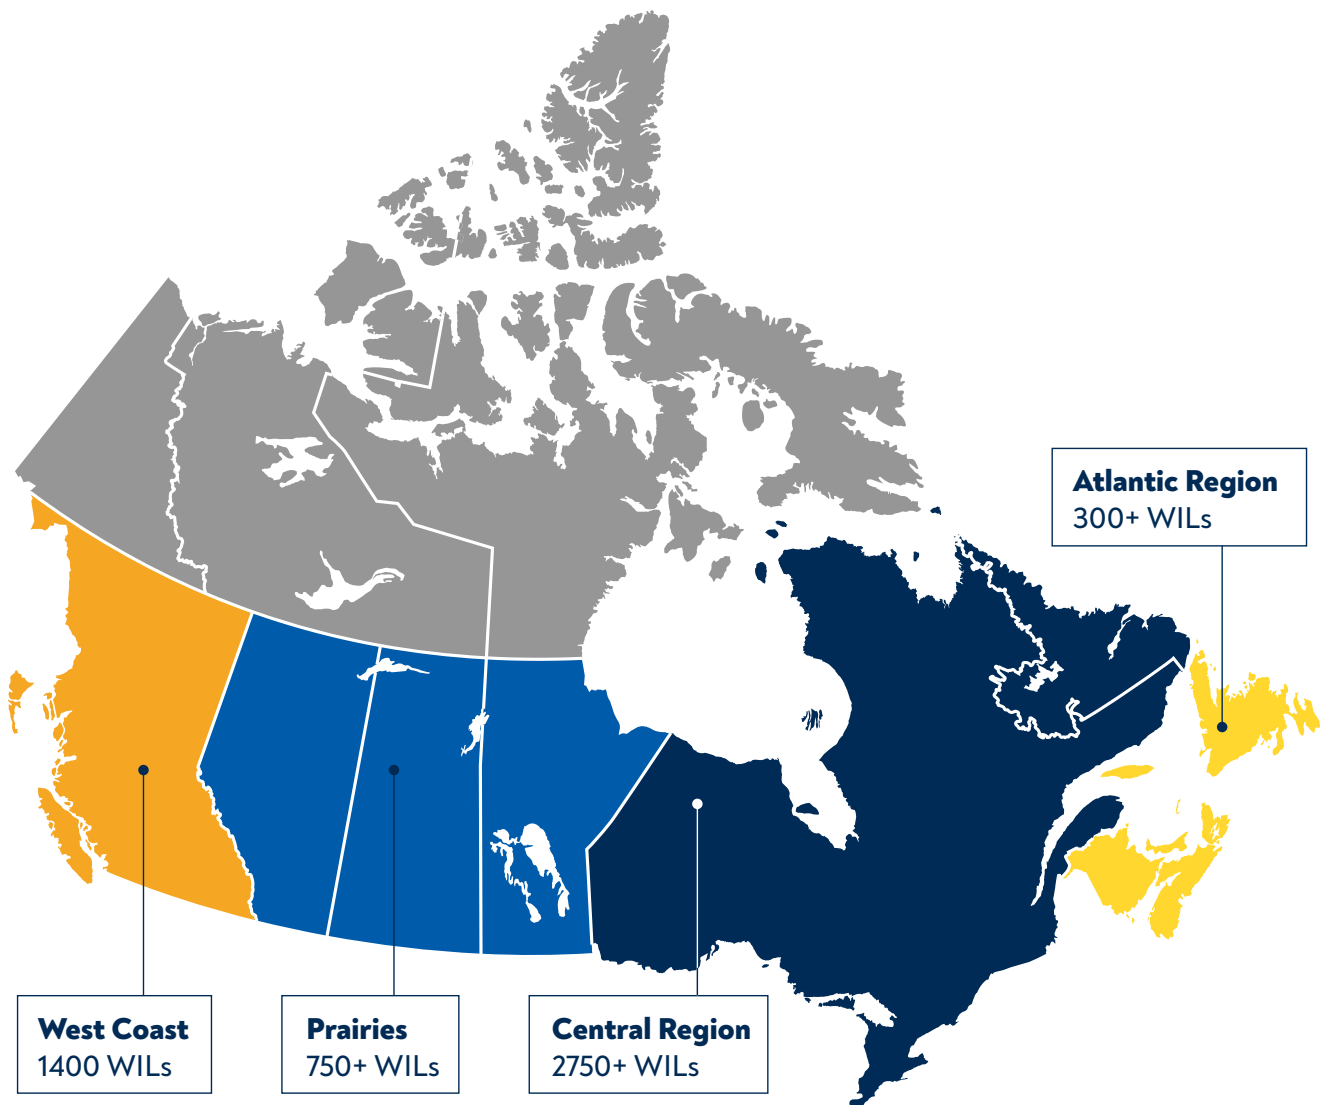 Atlantic Region
300+ WILs
West Coast
1400 WILs
Prairies
750+ WILs
Central Region
2750+ WILs